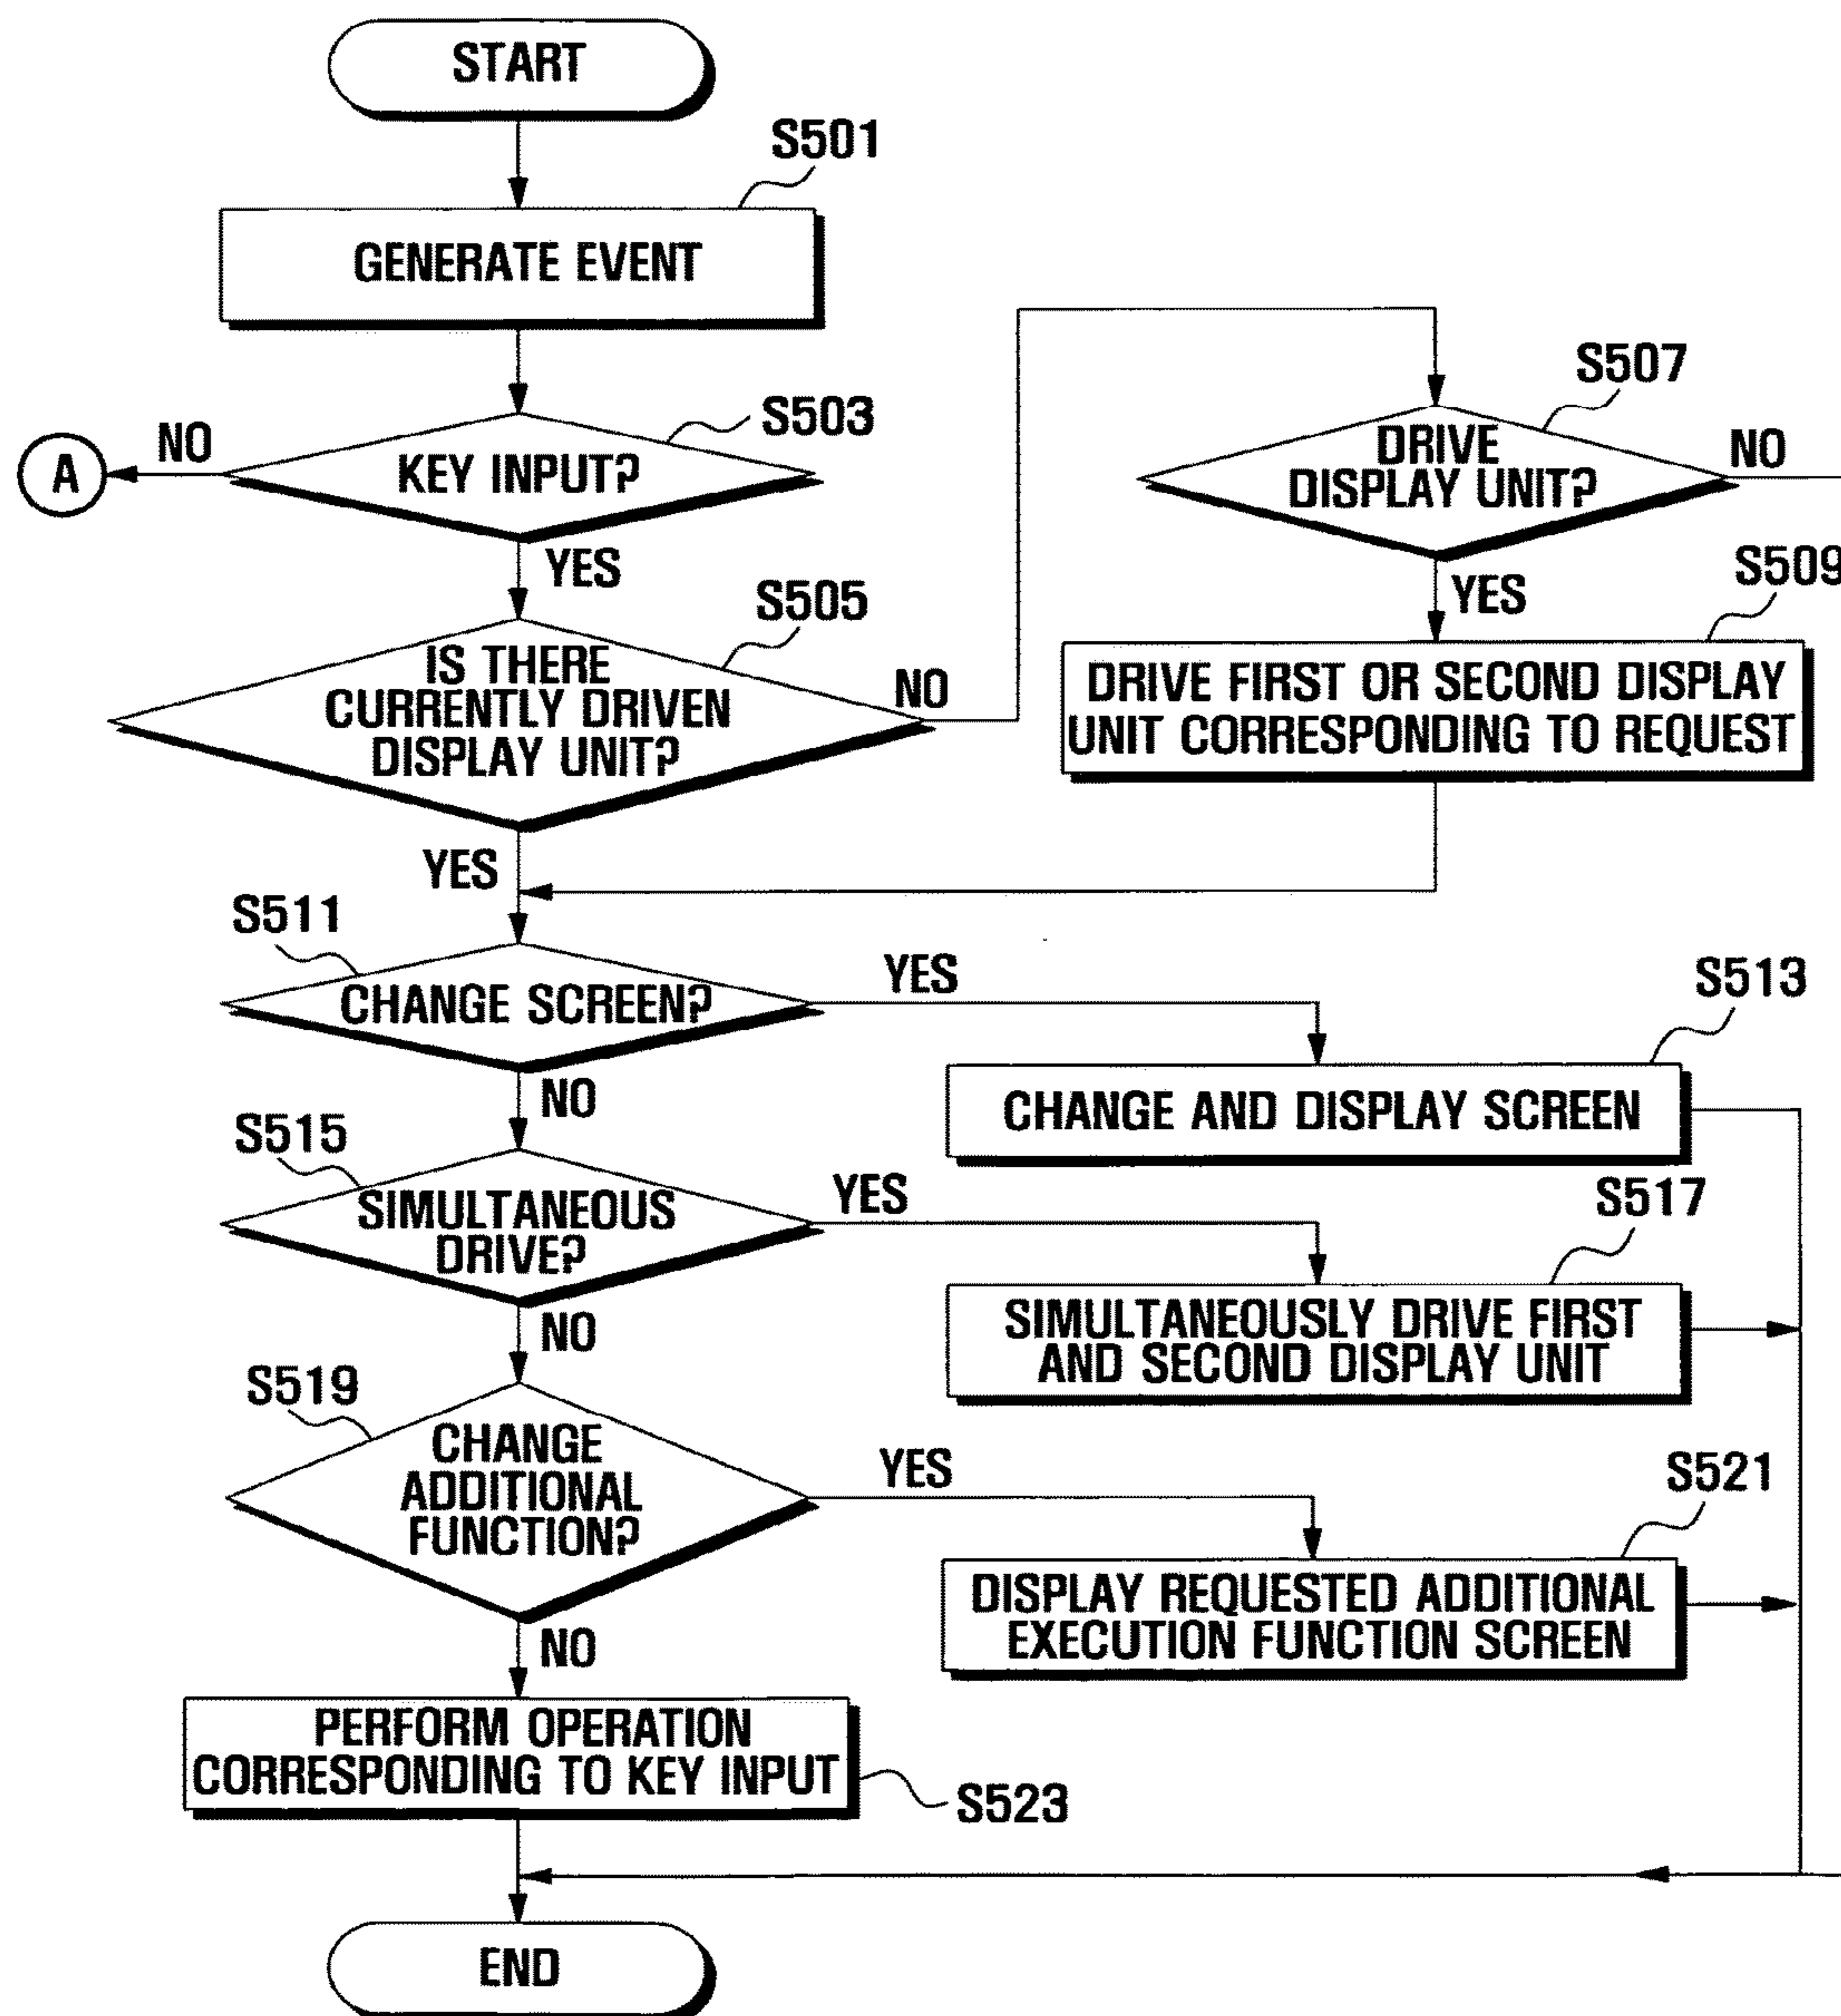 START
S501
GENERATE EVENT
S503
NO
A
KEY INPUT?
YES
S505
IS THERE
CURRENTLY DRIVEN
DISPLAY UNIT?
NO
YES
S507
DRIVE
DISPLAY UNIT?
NO
YES
S509
DRIVE FIRST OR SECOND DISPLAY
UNIT CORRESPONDING TO REQUEST
S511
CHANGE SCREEN?
YES
NO
S513
CHANGE AND DISPLAY SCREEN
S515
SIMULTANEOUS
DRIVE?
YES
NO
S517
SIMULTANEOUSLY DRIVE FIRST
AND SECOND DISPLAY UNIT
S519
CHANGE
ADDITIONAL
FUNCTION?
YES
NO
S521
DISPLAY REQUESTED ADDITIONAL
EXECUTION FUNCTION SCREEN
PERFORM OPERATION
CORRESPONDING TO KEY INPUT
S523
END